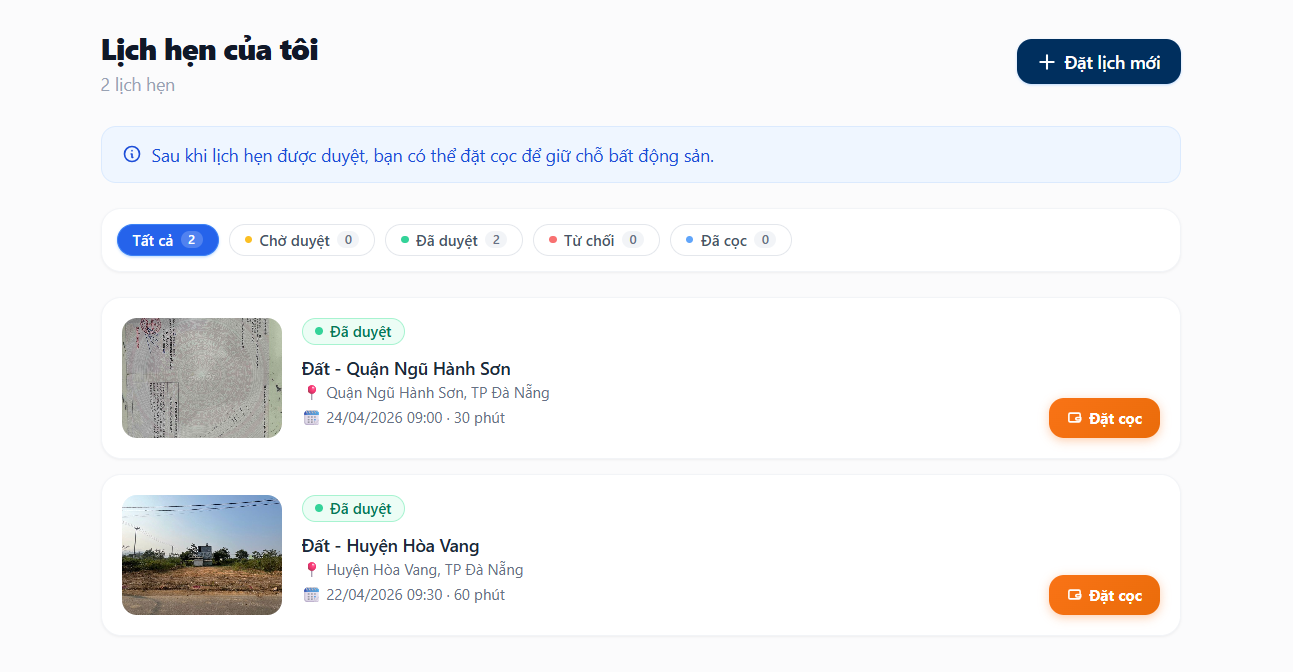 Lịch hẹn của tôi
2 lịch hẹn
Đặt lịch mới
Sau khi lịch hẹn được duyệt, bạn có thể đặt cọc để giữ chỗ bất động sản.
Tất cả 2 Chờ duyệt 0 Đã duyệt 2 Từ chối 0 Đã cọc 0
Đã duyệt
Đất - Quận Ngũ Hành Sơn
Quận Ngũ Hành Sơn, TP Đà Nẵng
24/04/2026 09:00 · 30 phút
Đặt cọc
Đã duyệt
Đất - Huyện Hòa Vang
Huyện Hòa Vang, TP Đà Nẵng
22/04/2026 09:30 · 60 phút
Đặt cọc